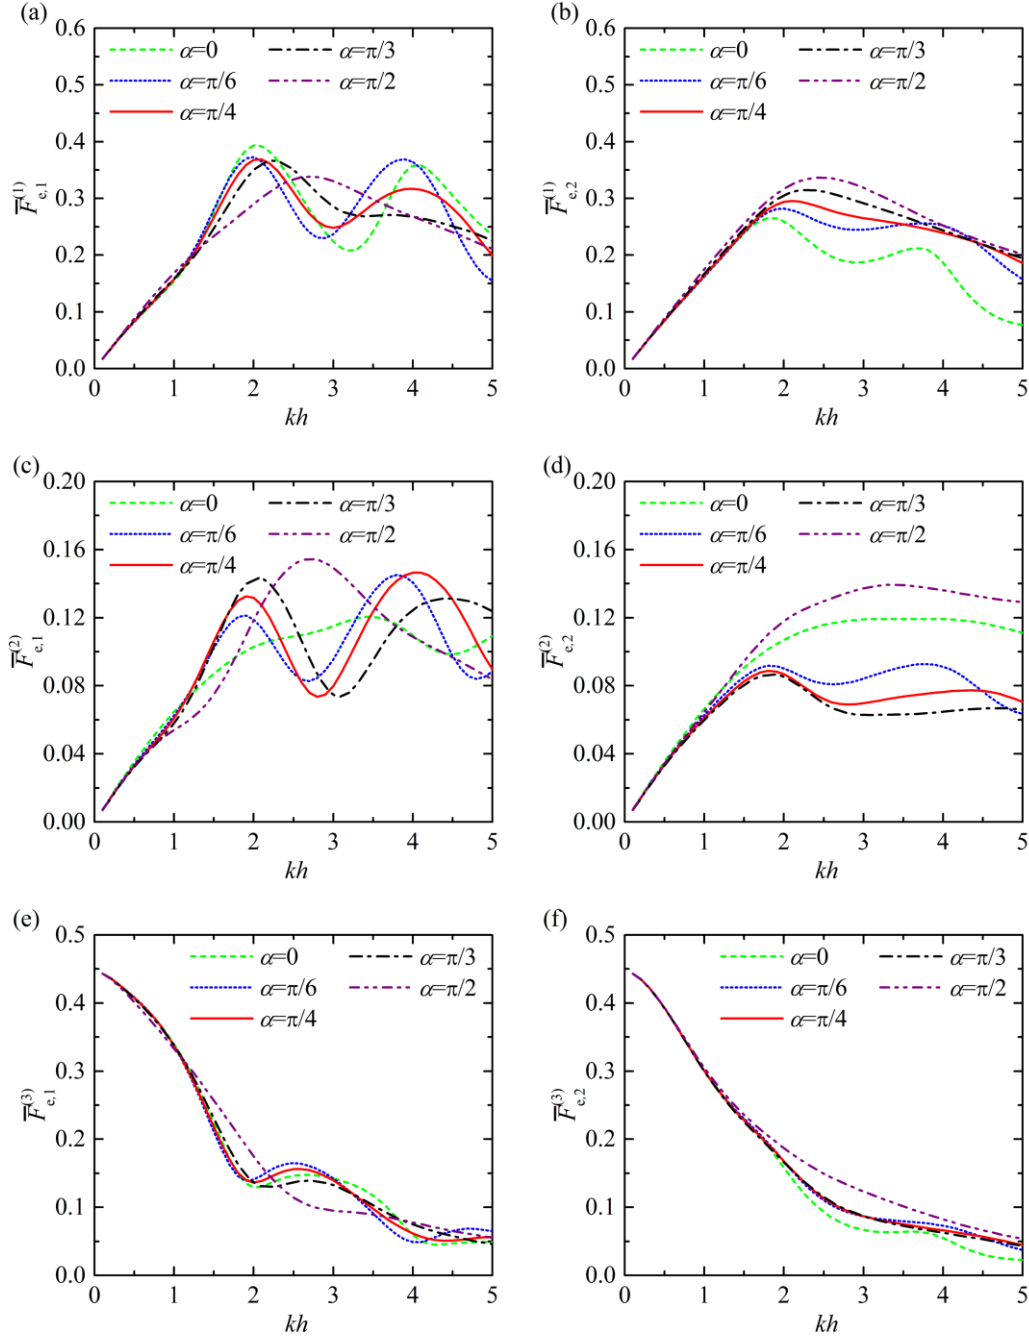 (a)
0.6
0.5
0.4
0.3
0.2
0.1
0.0
F̅e,1(1)
α=0
α=π/6
α=π/4
α=π/3
α=π/2
0 1 2 3 4 5
kh
(b)
0.6
0.5
0.4
0.3
0.2
0.1
0.0
F̅e,2(1)
α=0
α=π/6
α=π/4
α=π/3
α=π/2
0 1 2 3 4 5
kh
(c)
0.20
0.16
0.12
0.08
0.04
0.00
F̅e,1(2)
α=0
α=π/6
α=π/4
α=π/3
α=π/2
0 1 2 3 4 5
kh
(d)
0.20
0.16
0.12
0.08
0.04
0.00
F̅e,2(2)
α=0
α=π/6
α=π/4
α=π/3
α=π/2
0 1 2 3 4 5
kh
(e)
0.5
0.4
0.3
0.2
0.1
0.0
F̅e,1(3)
α=0
α=π/6
α=π/4
α=π/3
α=π/2
0 1 2 3 4 5
kh
(f)
0.5
0.4
0.3
0.2
0.1
0.0
F̅e,2(3)
α=0
α=π/6
α=π/4
α=π/3
α=π/2
0 1 2 3 4 5
kh